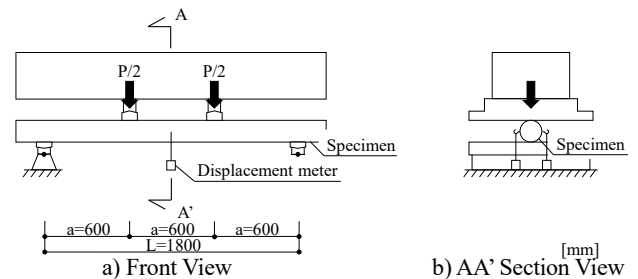 A
P/2 P/2
Specimen
Displacement meter
A'
a=600 a=600 a=600
L=1800
a) Front View
Specimen
[mm]
b) AA' Section View